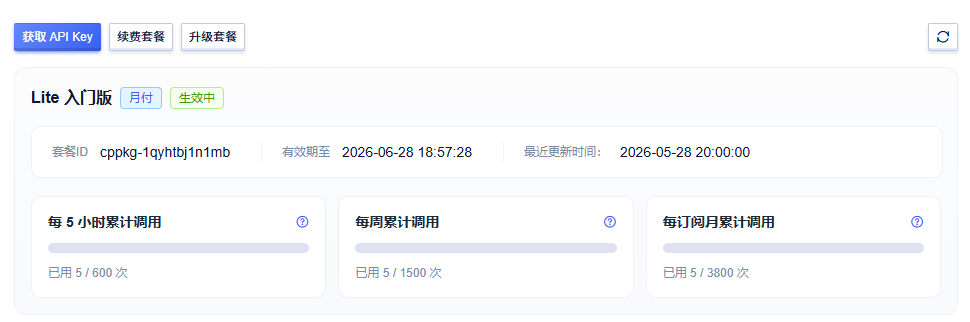 获取 API Key 续费套餐 升级套餐
Lite 入门版 月付 生效中
套餐ID cppkg-1qyhtbj1n1mb 有效期至 2026-06-28 18:57:28 最近更新时间： 2026-05-28 20:00:00
每 5 小时累计调用 每周累计调用 每订阅月累计调用
已用 5 / 600 次 已用 5 / 1500 次 已用 5 / 3800 次